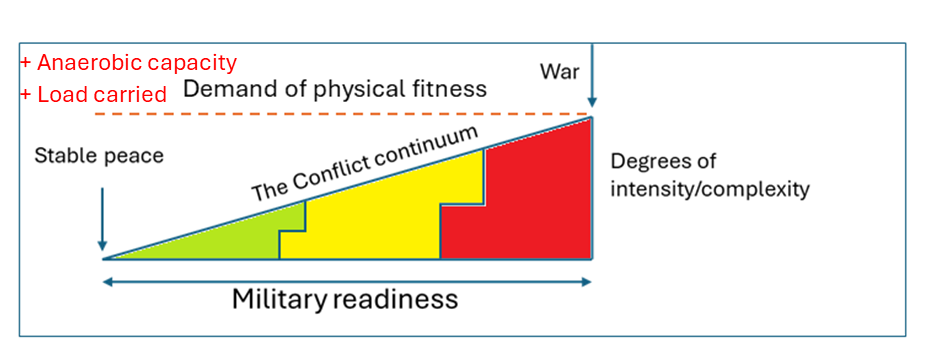 + Anaerobic capacity
+ Load carried
Demand of physical fitness
War
Stable peace
The Conflict continuum
Degrees of
intensity/complexity
Military readiness